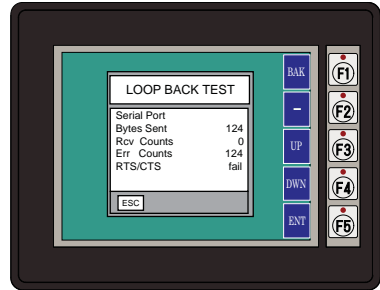 LOOP BACK TEST
Serial Port
Bytes Sent 124
Rcv Counts 0
Err Counts 124
RTS/CTS fail
ESC
BAK
–
UP
DWN
ENT
F1
F2
F3
F4
F5